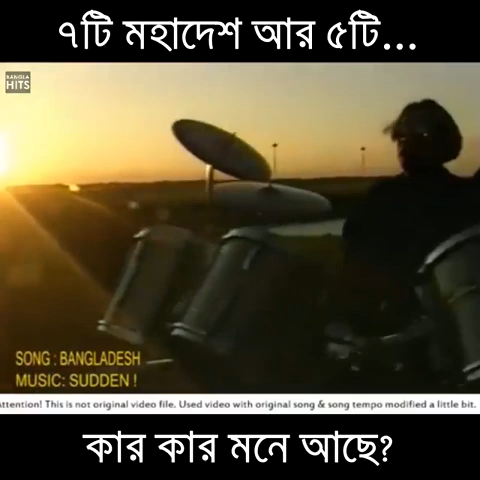 ৭টি মহাদেশ আর ৫টি...
BANGLA
HITS
SONG : BANGLADESH
MUSIC: SUDDEN !
Attention! This is not original video file. Used video with original song & song tempo modified a little bit.
কার কার মনে আছে?